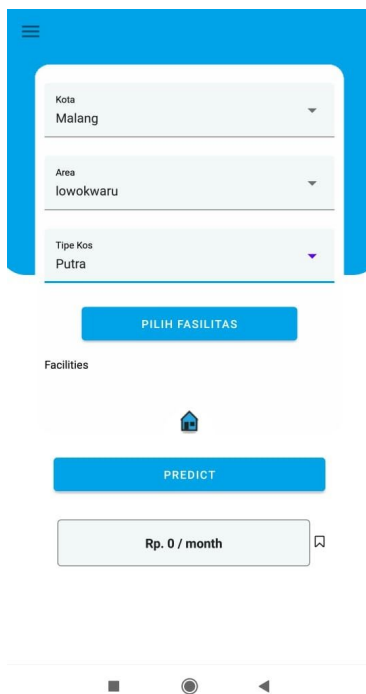 Kota
Malang
Area
lowokwaru
Tipe Kos
Putra
PILIH FASILITAS
Facilities
PREDICT
Rp. 0 / month